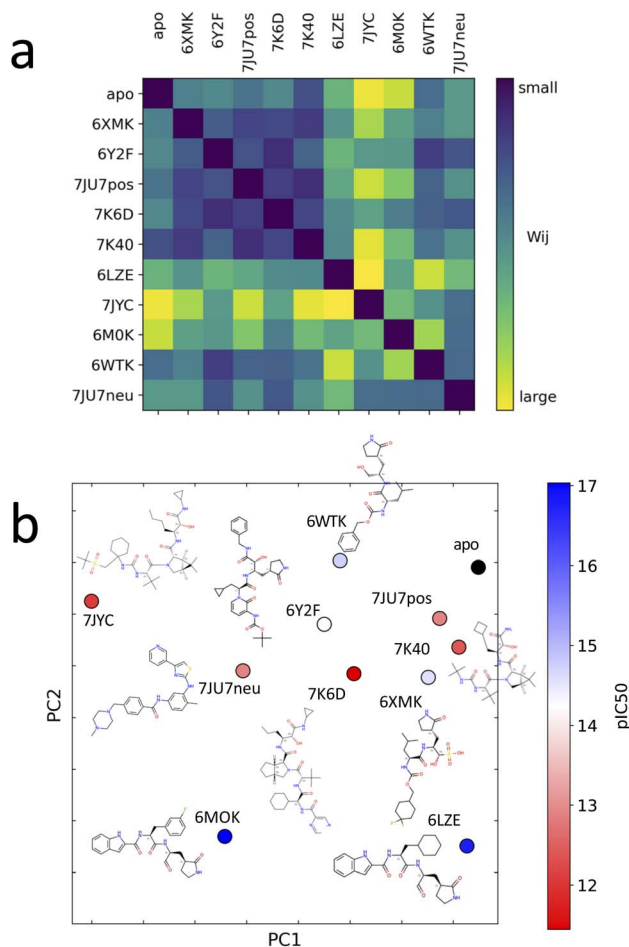 a
apo 6XMK 6Y2F 7JU7pos 7K6D 7K40 6LZE 7JYC 6M0K 6WTK 7JU7neu
apo
6XMK
6Y2F
7JU7pos
7K6D
7K40
6LZE
7JYC
6M0K
6WTK
7JU7neu
small
Wij
large
b
6WTK
apo
7JYC
6Y2F
7JU7pos
7K40
7JU7neu
7K6D
6XMK
6MOK
6LZE
PC2
PC1
17
16
15
14
13
12
pIC50